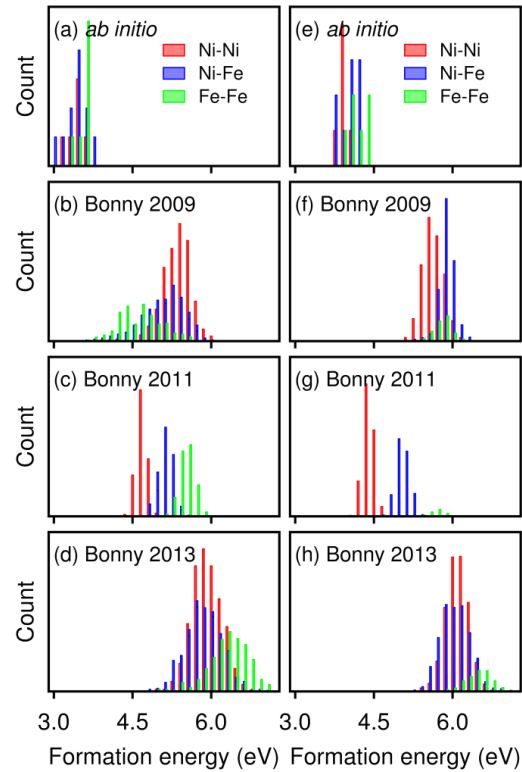 (a) ab initio
Ni-Ni
Ni-Fe
Fe-Fe
Count
(e) ab initio
Ni-Ni
Ni-Fe
Fe-Fe
(b) Bonny 2009
Count
(f) Bonny 2009
(c) Bonny 2011
Count
(g) Bonny 2011
(d) Bonny 2013
Count
(h) Bonny 2013
3.0 4.5 6.0 3.0 4.5 6.0
Formation energy (eV) Formation energy (eV)